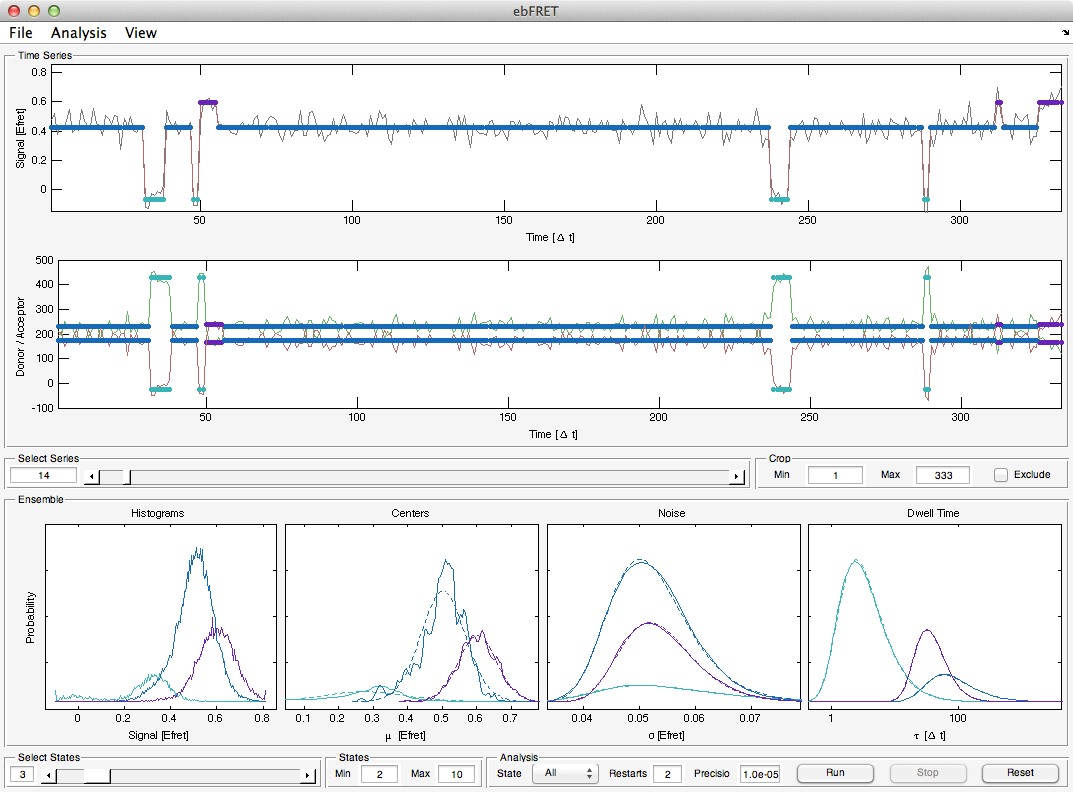 ebFRET
File Analysis View
Time Series
0.8
0.6
0.4
0.2
0
Signal [Efret]
50 100 150 200 250 300
Time [ Δ t]
500
400
300
200
100
0
-100
Donor / Acceptor
50 100 150 200 250 300
Time [ Δ t]
Select Series
14
Crop
Min 1 Max 333 Exclude
Ensemble
Histograms Centers Noise Dwell Time
Probability
0 0.2 0.4 0.6 0.8 0.1 0.2 0.3 0.4 0.5 0.6 0.7 0.04 0.05 0.06 0.07 1 100
Signal [Efret] μ [Efret] σ [Efret] τ [ Δ t]
Select States
3
States
Min 2 Max 10
Analysis
State All Restarts 2 Precisio 1.0e-05 Run Stop Reset